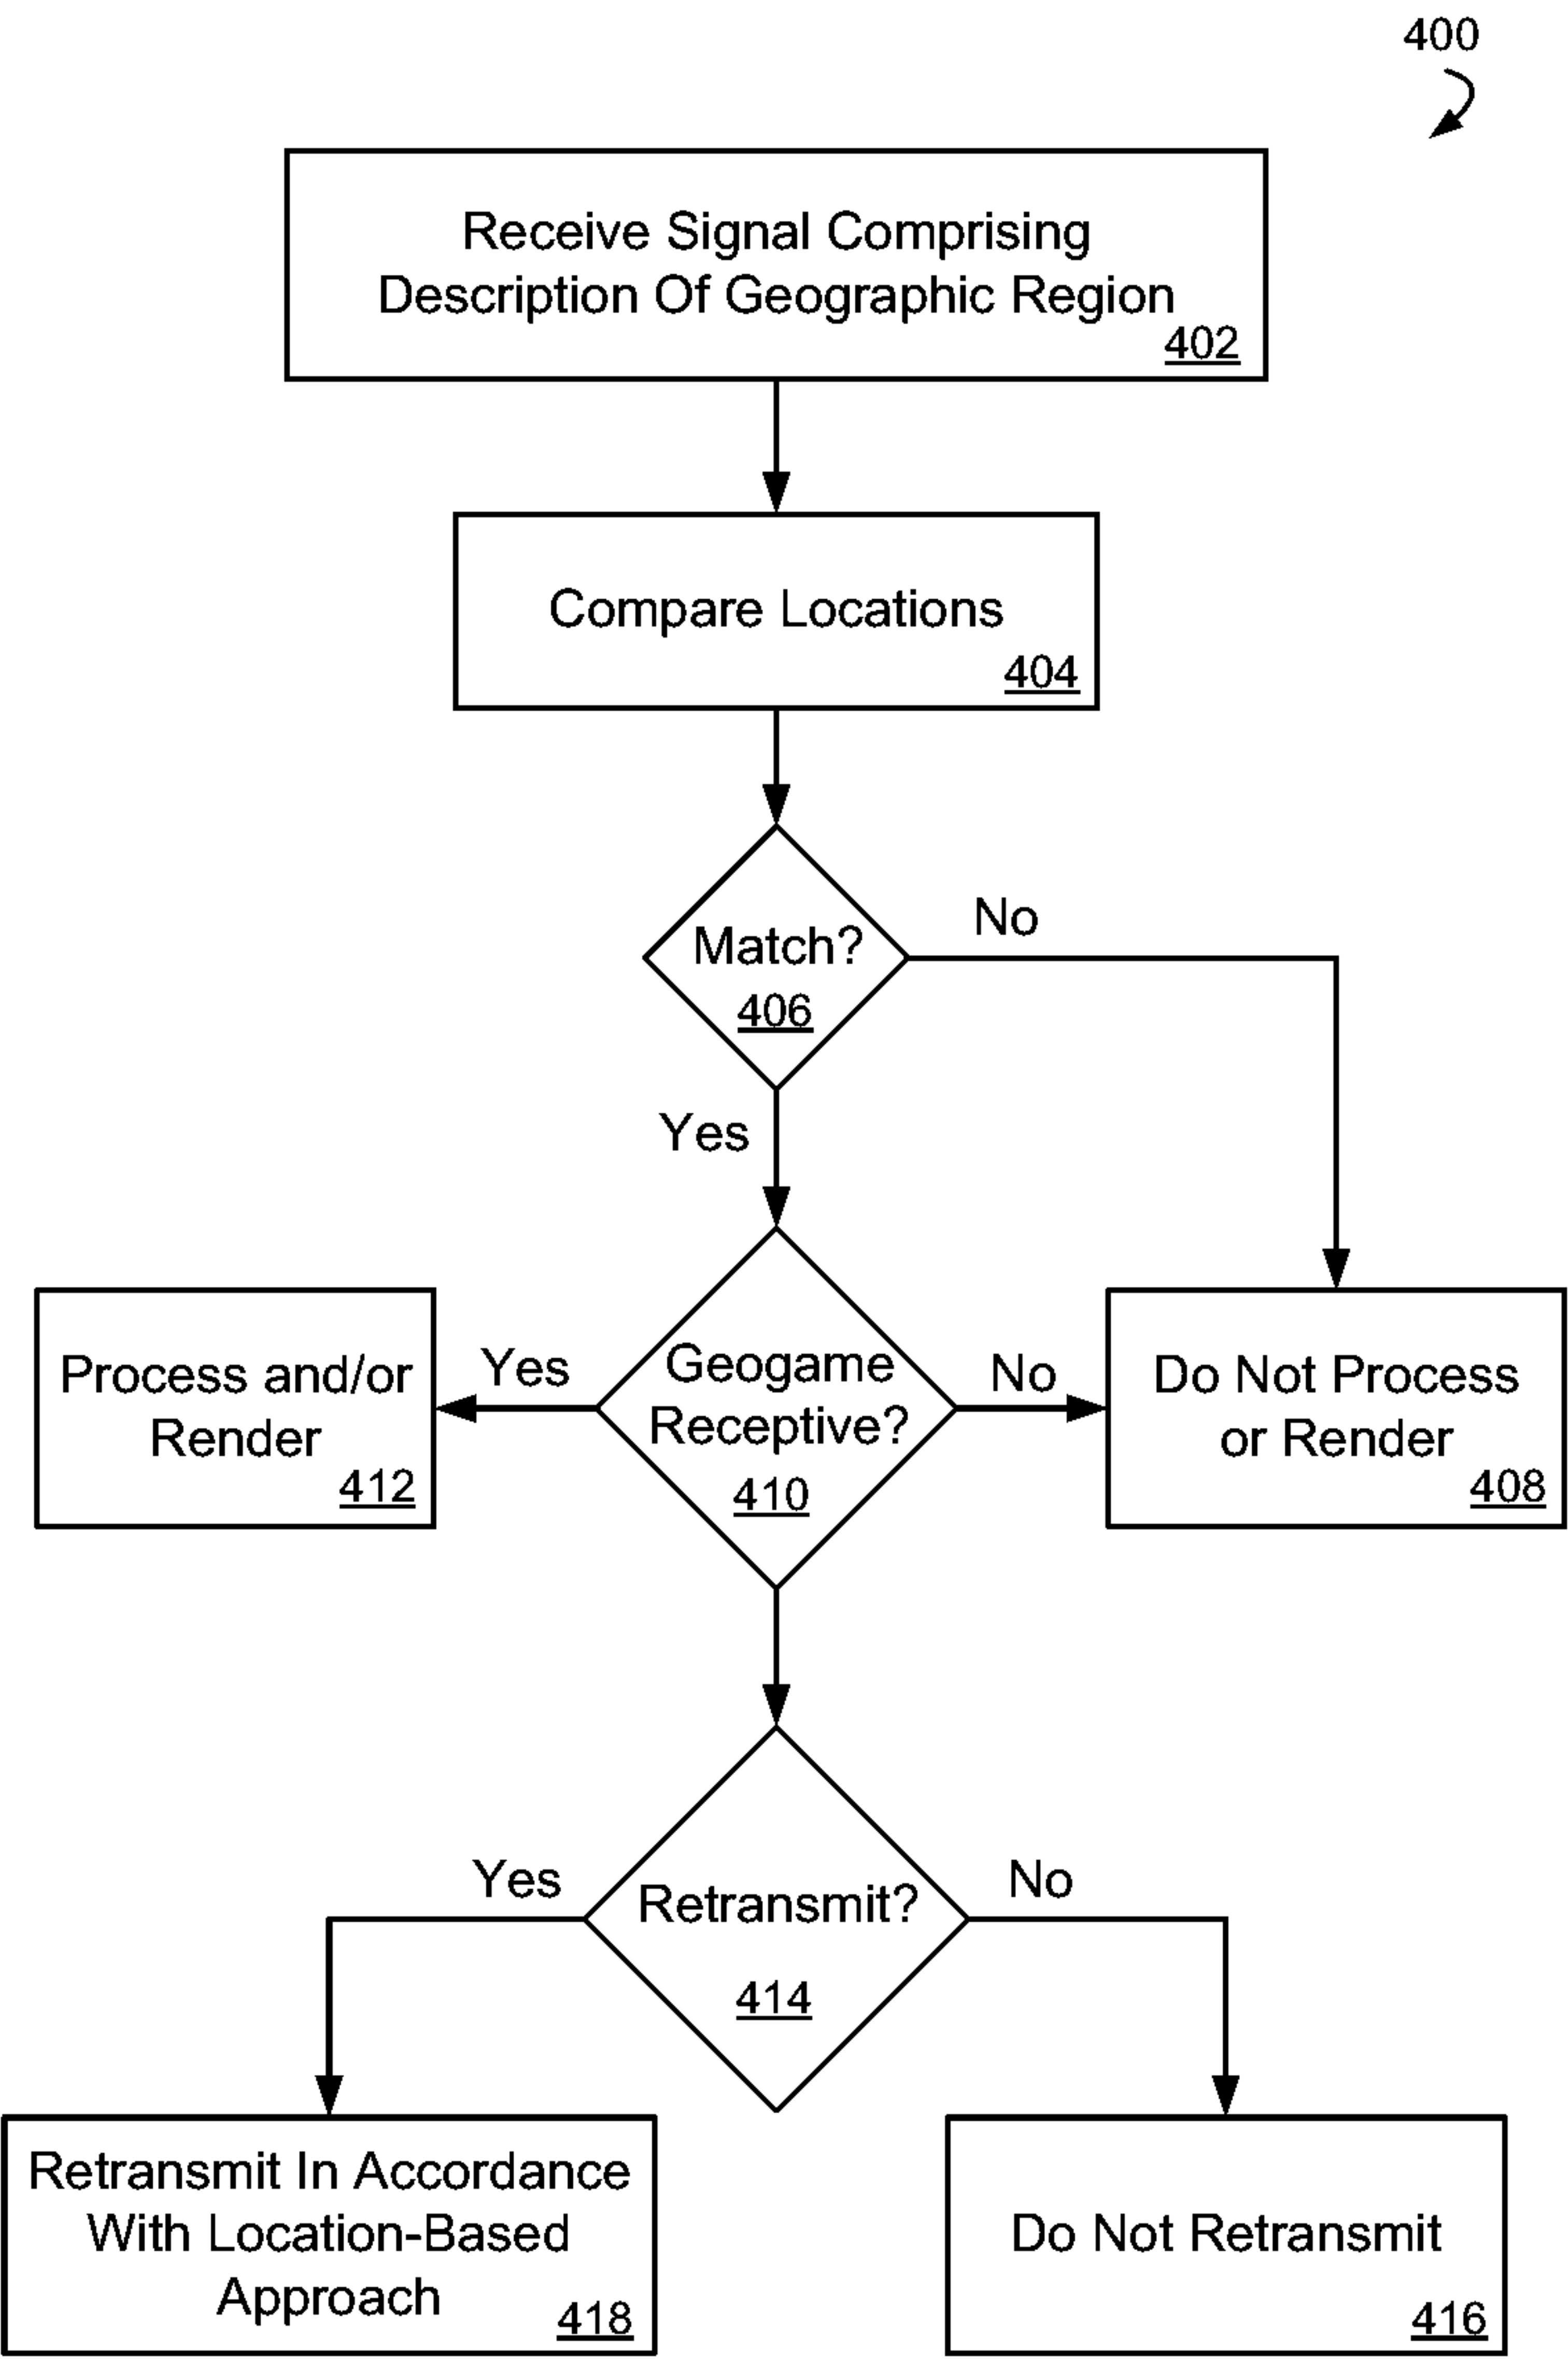 400
Receive Signal Comprising
Description Of Geographic Region
402
Compare Locations
404
No
Match?
406
Yes
Process and/or
Render
412
Yes
Geogame
Receptive?
410
No
Do Not Process
or Render
408
Yes
Retransmit?
414
No
Retransmit In Accordance
With Location-Based
Approach
418
Do Not Retransmit
416